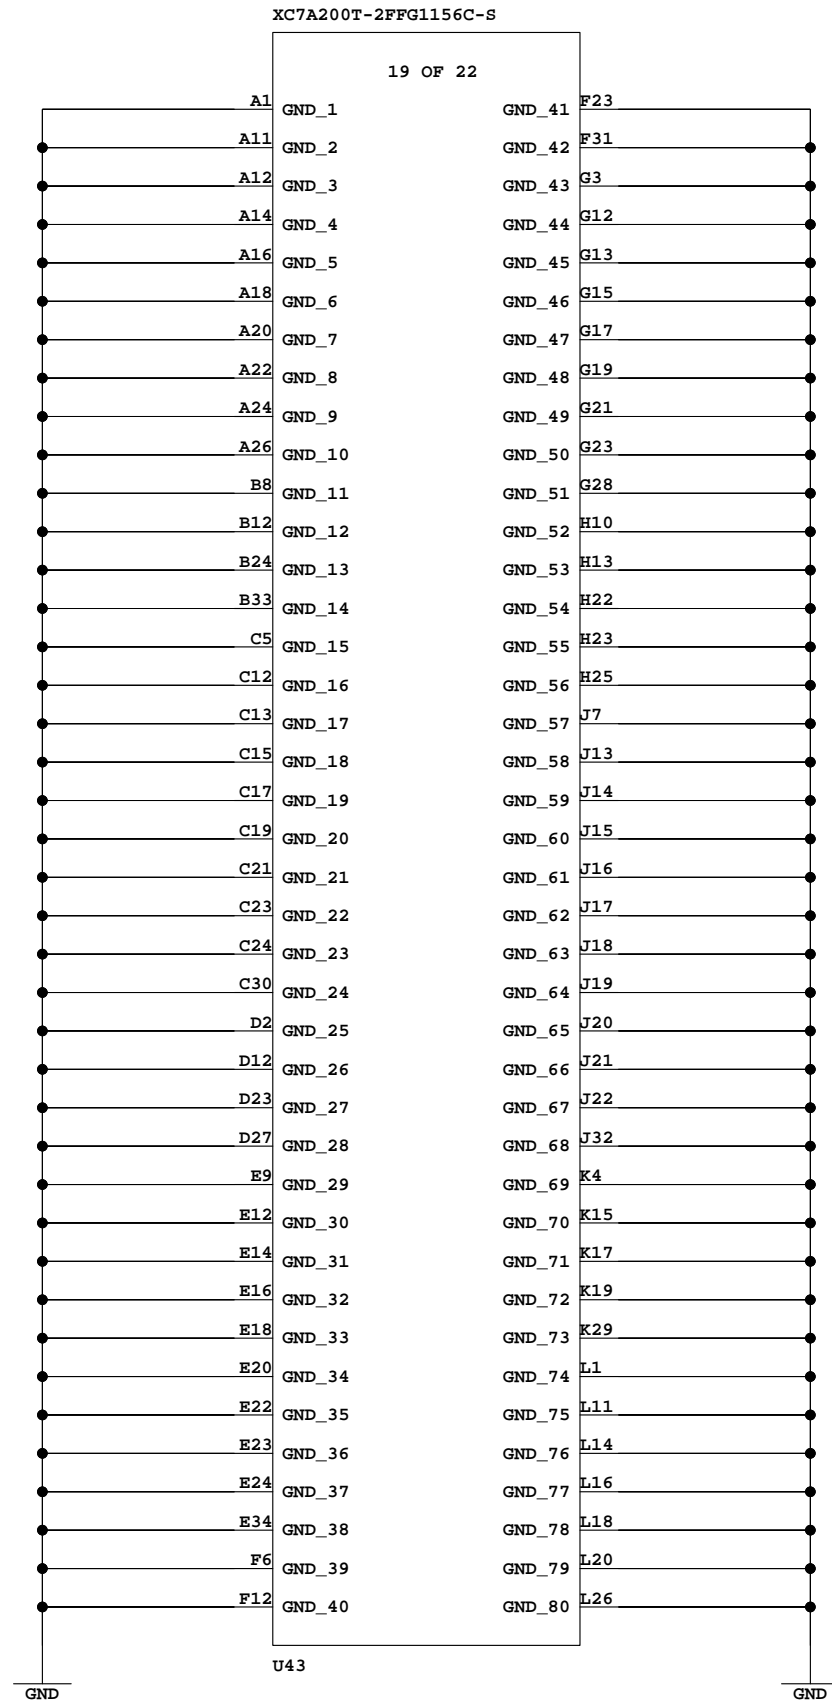 XC7A200T-2FFG1156C-S
19 OF 22
A1 GND_1 GND_41 F23
A11 GND_2 GND_42 F31
A12 GND_3 GND_43 G3
A14 GND_4 GND_44 G12
A16 GND_5 GND_45 G13
A18 GND_6 GND_46 G15
A20 GND_7 GND_47 G17
A22 GND_8 GND_48 G19
A24 GND_9 GND_49 G21
A26 GND_10 GND_50 G23
B8 GND_11 GND_51 G28
B12 GND_12 GND_52 H10
B24 GND_13 GND_53 H13
B33 GND_14 GND_54 H22
C5 GND_15 GND_55 H23
C12 GND_16 GND_56 H25
C13 GND_17 GND_57 J7
C15 GND_18 GND_58 J13
C17 GND_19 GND_59 J14
C19 GND_20 GND_60 J15
C21 GND_21 GND_61 J16
C23 GND_22 GND_62 J17
C24 GND_23 GND_63 J18
C30 GND_24 GND_64 J19
D2 GND_25 GND_65 J20
D12 GND_26 GND_66 J21
D23 GND_27 GND_67 J22
D27 GND_28 GND_68 J32
E9 GND_29 GND_69 K4
E12 GND_30 GND_70 K15
E14 GND_31 GND_71 K17
E16 GND_32 GND_72 K19
E18 GND_33 GND_73 K29
E20 GND_34 GND_74 L1
E22 GND_35 GND_75 L11
E23 GND_36 GND_76 L14
E24 GND_37 GND_77 L16
E34 GND_38 GND_78 L18
F6 GND_39 GND_79 L20
F12 GND_40 GND_80 L26
U43
GND GND